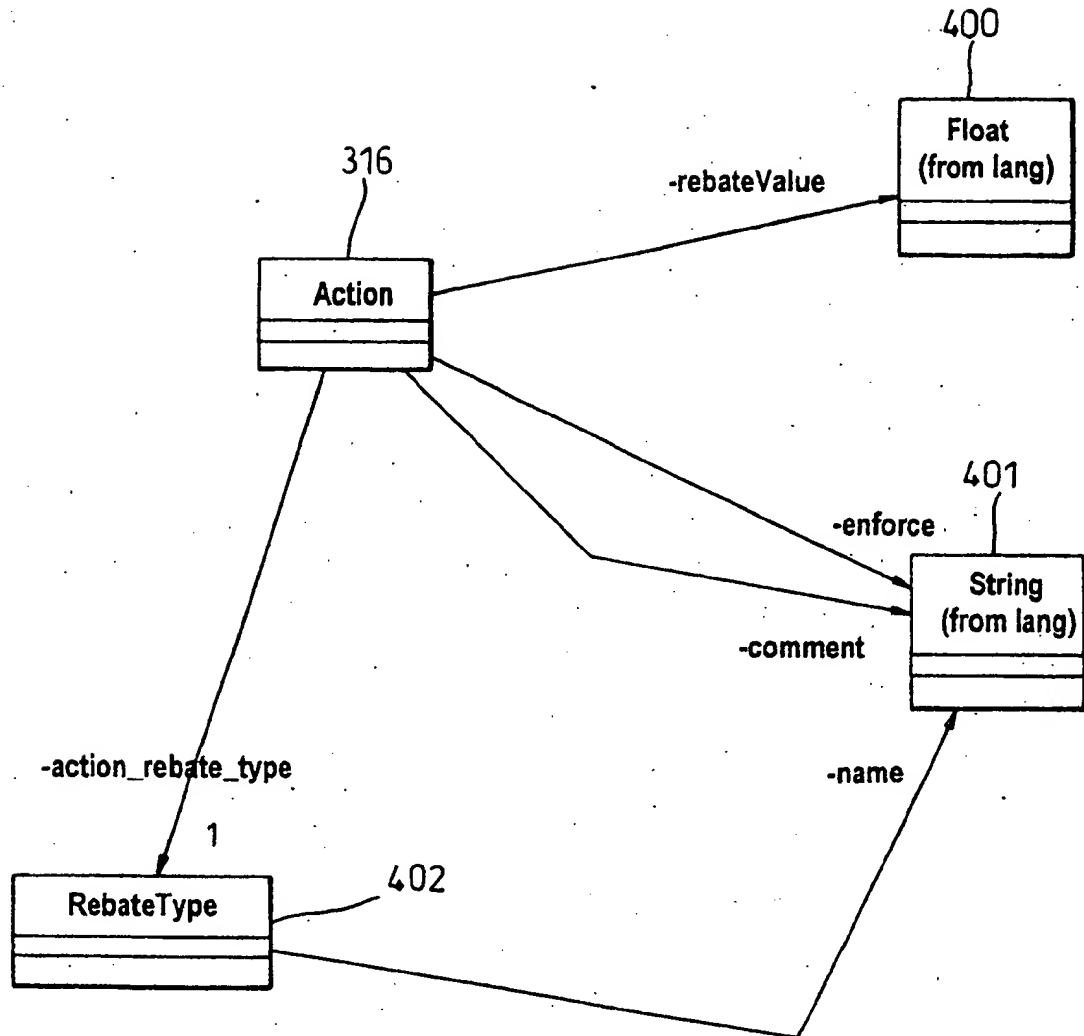 400
Float
(from lang)
316
-rebateValue
Action
401
-enforce
String
(from lang)
-comment
-action_rebate_type
-name
1
402
RebateType